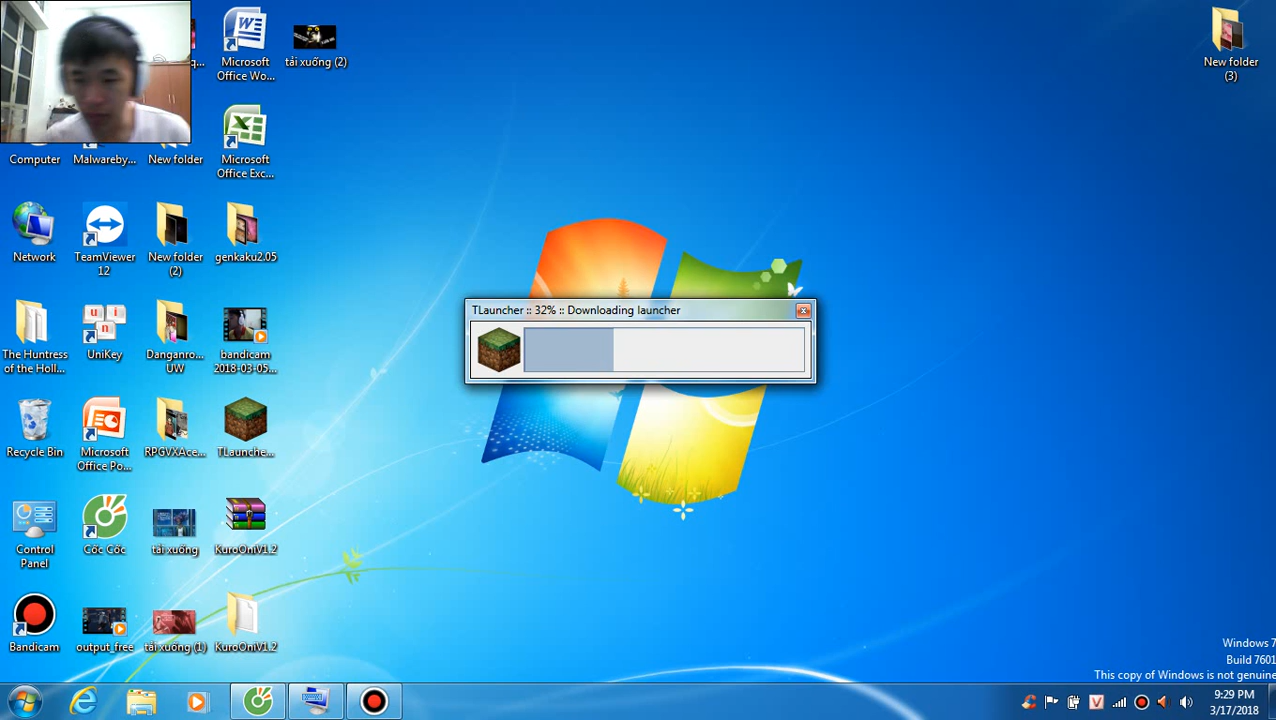 Computer
Network
The Huntress
of the Holl...
Recycle Bin
Control
Panel
Bandicam
Malwareby...
TeamViewer
12
UniKey
Microsoft
Office Po...
Cốc Cốc
output_free
New folder
New folder
(2)
Danganro...
UW
RPGVXAce...
tải xuống
tải xuống (1)
Microsoft
Office Wo...
Microsoft
Office Exc...
genkaku2.05
bandicam
2018-03-05...
TLaunche...
KuroOniV1.2
KuroOniV1.2
tải xuống (2)
New folder
(3)
TLauncher :: 32% :: Downloading launcher
Windows 7
Build 7601
This copy of Windows is not genuine
9:29 PM
3/17/2018